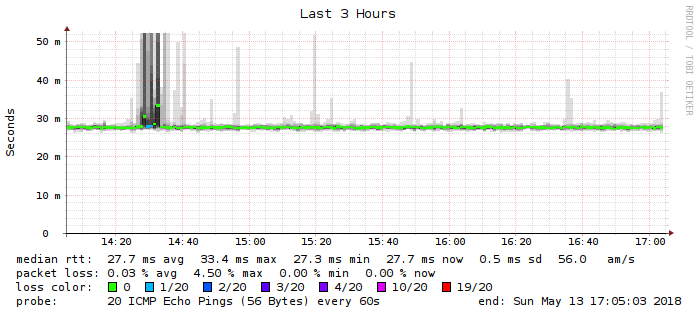 Last 3 Hours
RRDTOOL / TOBI OETIKER
Seconds
50 m
40 m
30 m
20 m
10 m
0
14:20 14:40 15:00 15:20 15:40 16:00 16:20 16:40 17:00
median rtt: 27.7 ms avg 33.4 ms max 27.3 ms min 27.7 ms now 0.5 ms sd 56.0 am/s
packet loss: 0.03 % avg 4.50 % max 0.00 % min 0.00 % now
loss color: 0 1/20 2/20 3/20 4/20 10/20 19/20
probe: 20 ICMP Echo Pings (56 Bytes) every 60s end: Sun May 13 17:05:03 2018